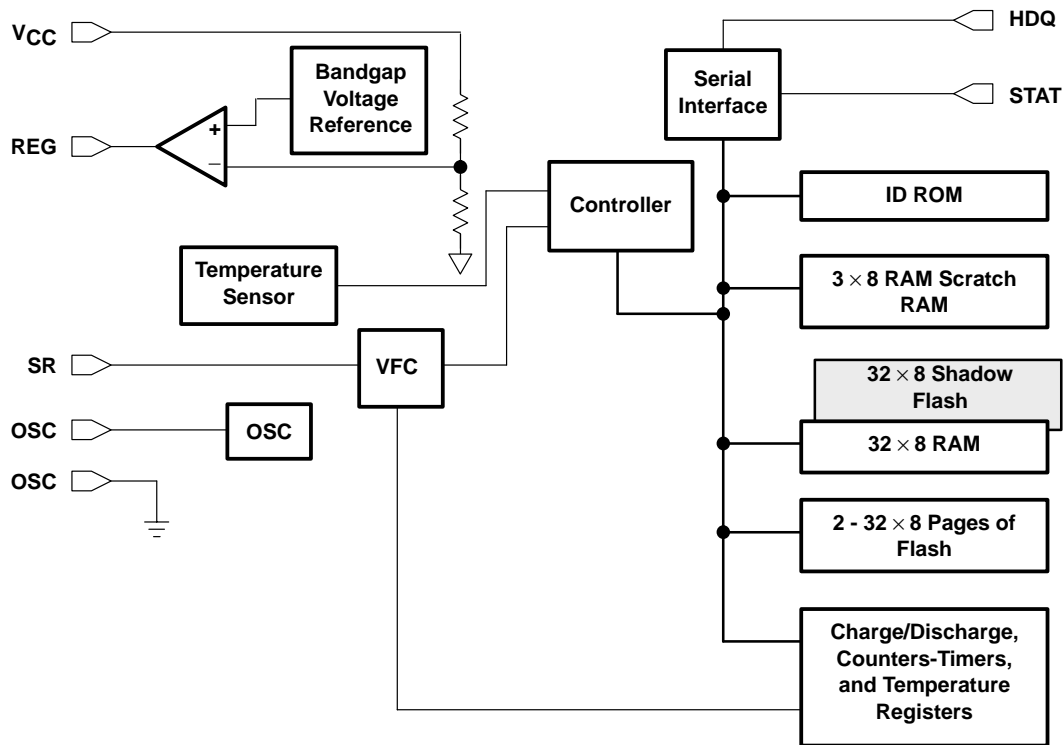 VCC
REG
SR
OSC
OSC
Bandgap
Voltage
Reference
+
−
Temperature
Sensor
VFC
OSC
Controller
Serial
Interface
HDQ
STAT
ID ROM
3 × 8 RAM Scratch
RAM
32 × 8 Shadow
Flash
32 × 8 RAM
2 - 32 × 8 Pages of
Flash
Charge/Discharge,
Counters-Timers,
and Temperature
Registers